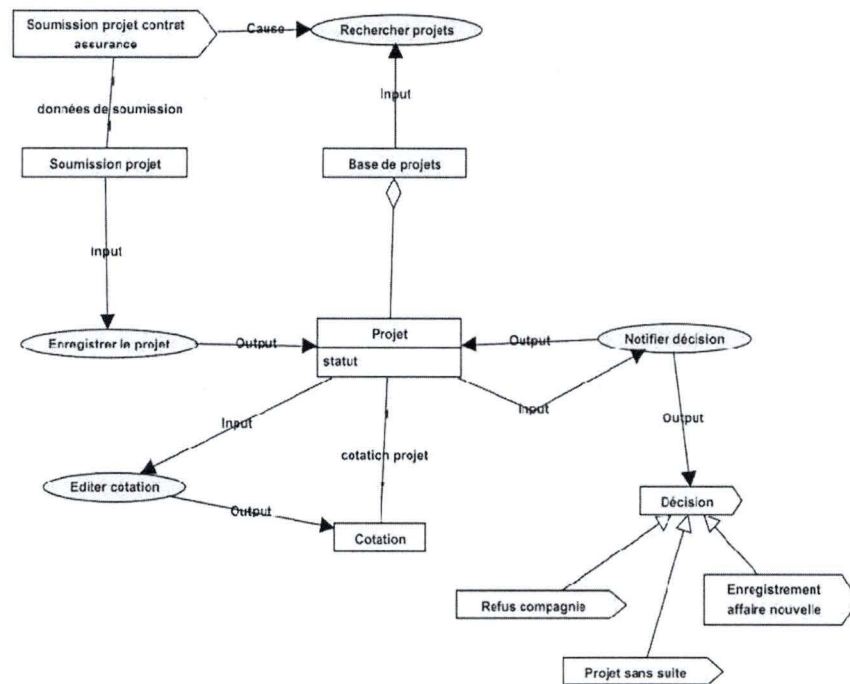 Soumission projet contrat
assurance
Cause
Rechercher projets
données de soumission
Input
Soumission projet
Base de projets
Input
Enregistrer le projet
Output
Projet
Output
Notifier décision
statut
Input
Input
Output
cotation projet
Editer cotation
Output
Décision
Cotation
Refus compagnie
Enregistrement
affaire nouvelle
Projet sans suite